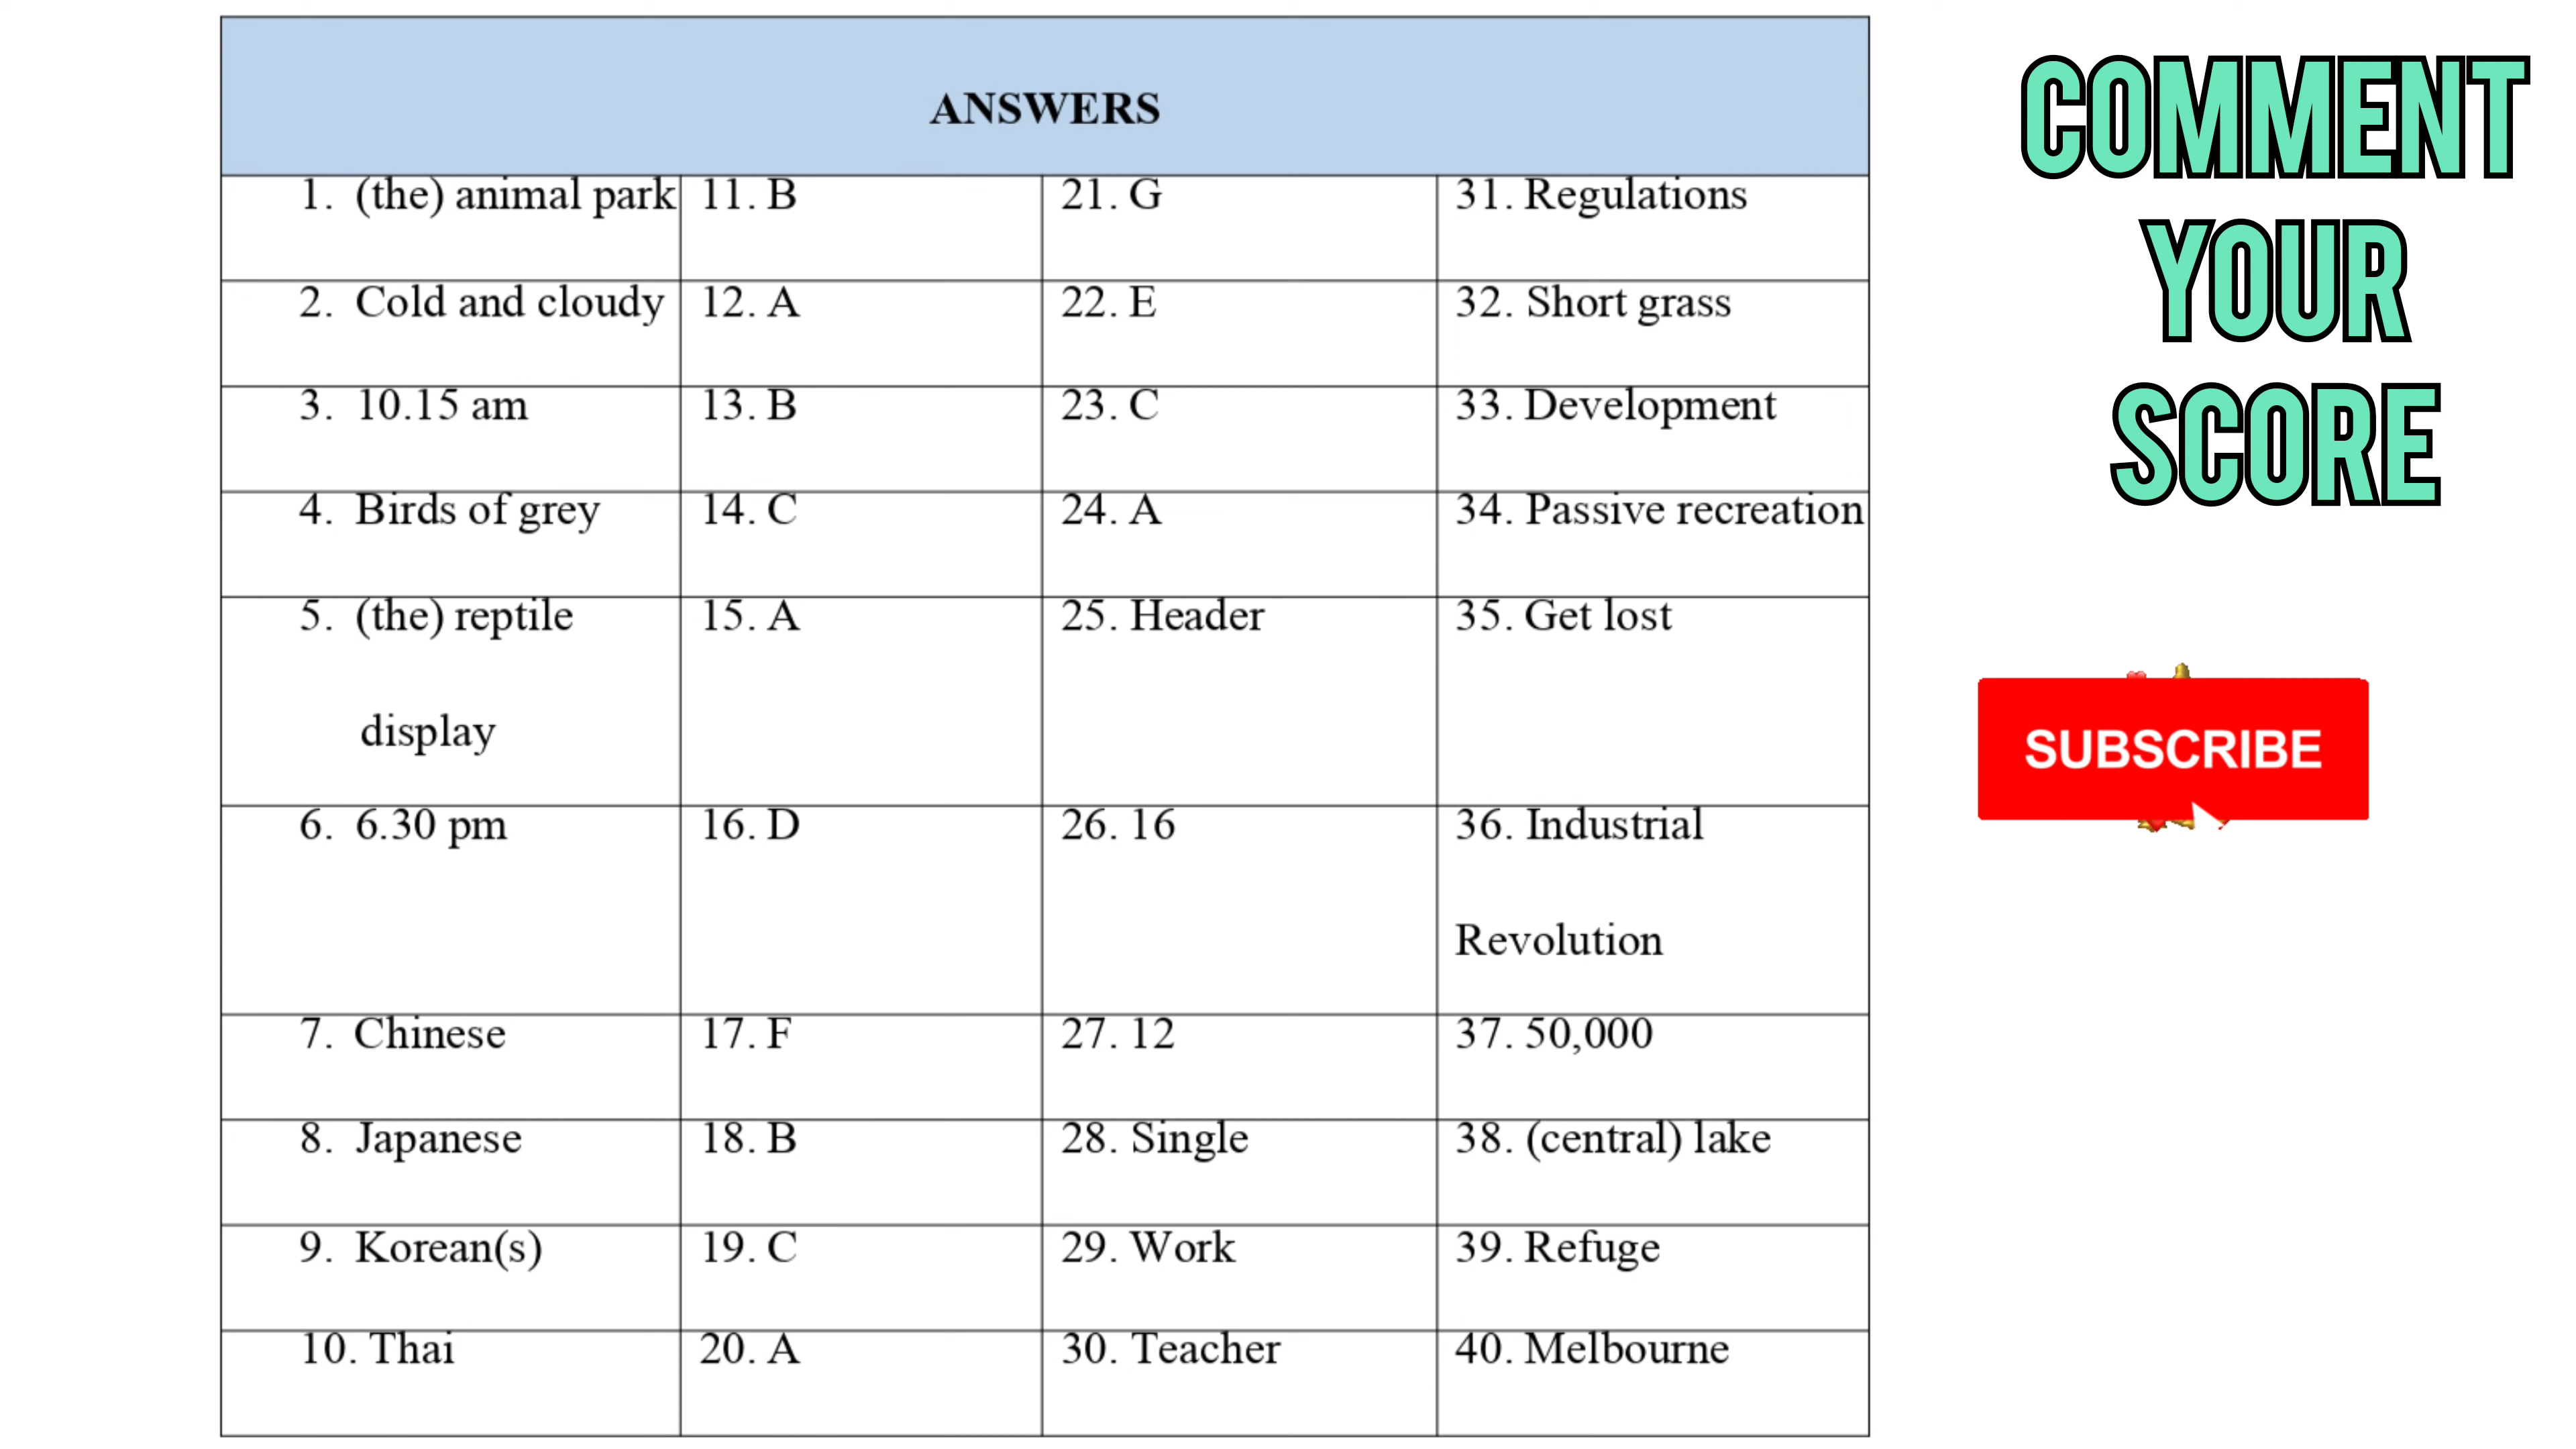 ANSWERS
1. (the) animal park
11. B
21. G
31. Regulations
2. Cold and cloudy
12. A
22. E
32. Short grass
3. 10.15 am
13. B
23. C
33. Development
4. Birds of grey
14. C
24. A
34. Passive recreation
5. (the) reptile
display
15. A
25. Header
35. Get lost
6. 6.30 pm
16. D
26. 16
36. Industrial
Revolution
7. Chinese
17. F
27. 12
37. 50,000
8. Japanese
18. B
28. Single
38. (central) lake
9. Korean(s)
19. C
29. Work
39. Refuge
10. Thai
20. A
30. Teacher
40. Melbourne
COMMENT
YOUR
SCORE
SUBSCRIBE